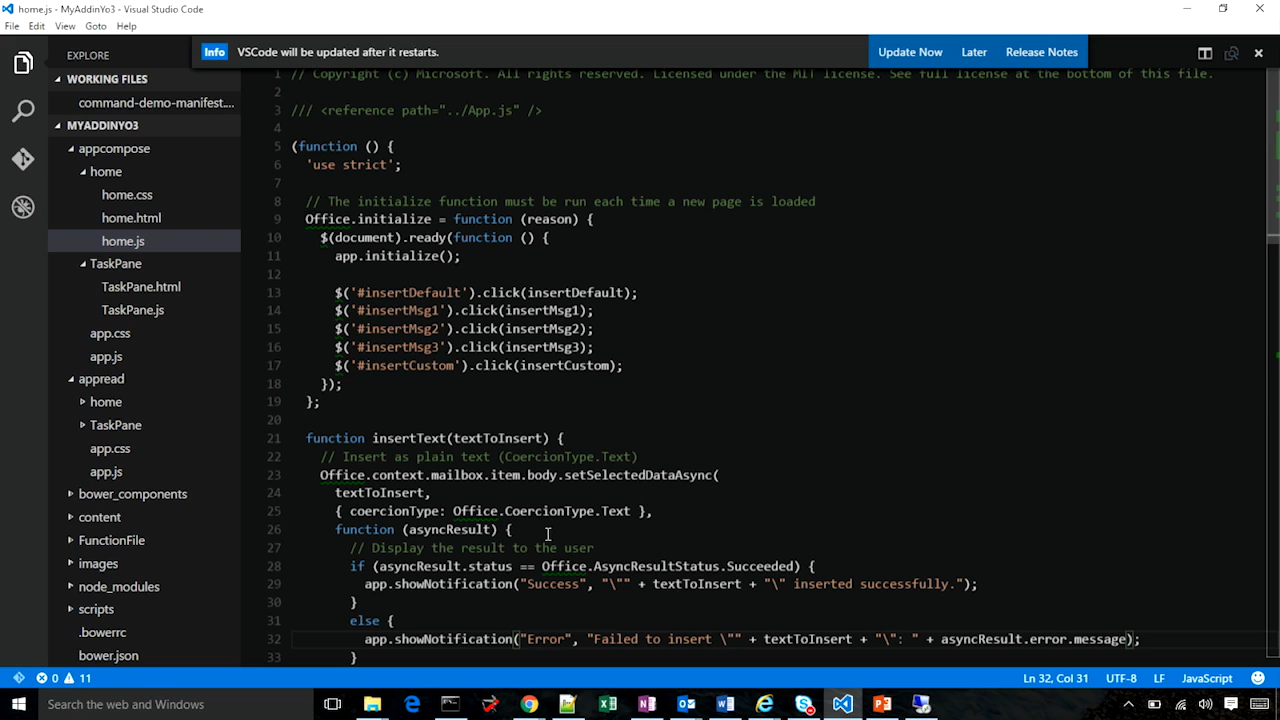 home.js - MyAddinYo3 - Visual Studio Code
File Edit View Goto Help
EXPLORE
Info VSCode will be updated after it restarts. Update Now Later Release Notes
WORKING FILES
command-demo-manifest....
MYADDINYO3
appcompose
home
home.css
home.html
home.js
TaskPane
TaskPane.html
TaskPane.js
app.css
app.js
appread
home
TaskPane
app.css
app.js
bower_components
content
FunctionFile
images
node_modules
scripts
.bowerrc
bower.json
1 // Copyright (c) Microsoft. All rights reserved. Licensed under the MIT license. See full license at the bottom of this file.
2
3 /// <reference path="../App.js" />
4
5 (function () {
6 'use strict';
7
8 // The initialize function must be run each time a new page is loaded
9 Office.initialize = function (reason) {
10 $(document).ready(function () {
11 app.initialize();
12
13 $('#insertDefault').click(insertDefault);
14 $('#insertMsg1').click(insertMsg1);
15 $('#insertMsg2').click(insertMsg2);
16 $('#insertMsg3').click(insertMsg3);
17 $('#insertCustom').click(insertCustom);
18 });
19 };
20
21 function insertText(textToInsert) {
22 // Insert as plain text (CoercionType.Text)
23 Office.context.mailbox.item.body.setSelectedDataAsync(
24 textToInsert,
25 { coercionType: Office.CoercionType.Text },
26 function (asyncResult) {
27 // Display the result to the user
28 if (asyncResult.status == Office.AsyncResultStatus.Succeeded) {
29 app.showNotification("Success", "\"" + textToInsert + "\" inserted successfully.");
30 }
31 else {
32 app.showNotification("Error", "Failed to insert \"" + textToInsert + "\": " + asyncResult.error.message);
33 }
0 11 Ln 32, Col 31 UTF-8 LF JavaScript
Search the web and Windows 1:11 PM